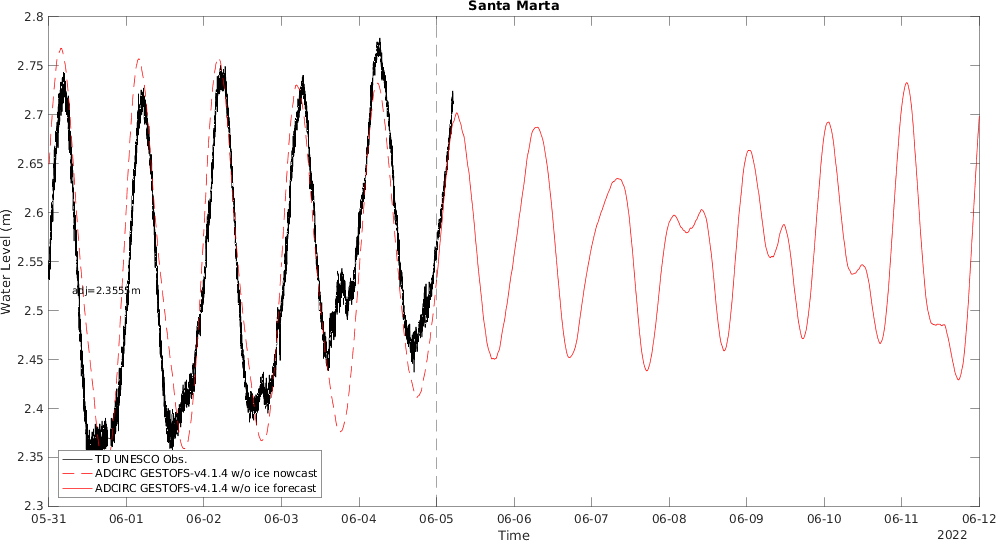 Santa Marta
2.8
2.75
2.7
2.65
2.6
2.55
2.5
2.45
2.4
2.35
2.3
Water Level (m)
adj=2.3555m
TD UNESCO Obs.
ADCIRC GESTOFS-v4.1.4 w/o ice nowcast
ADCIRC GESTOFS-v4.1.4 w/o ice forecast
05-31 06-01 06-02 06-03 06-04 06-05 06-06 06-07 06-08 06-09 06-10 06-11 06-12
Time
2022